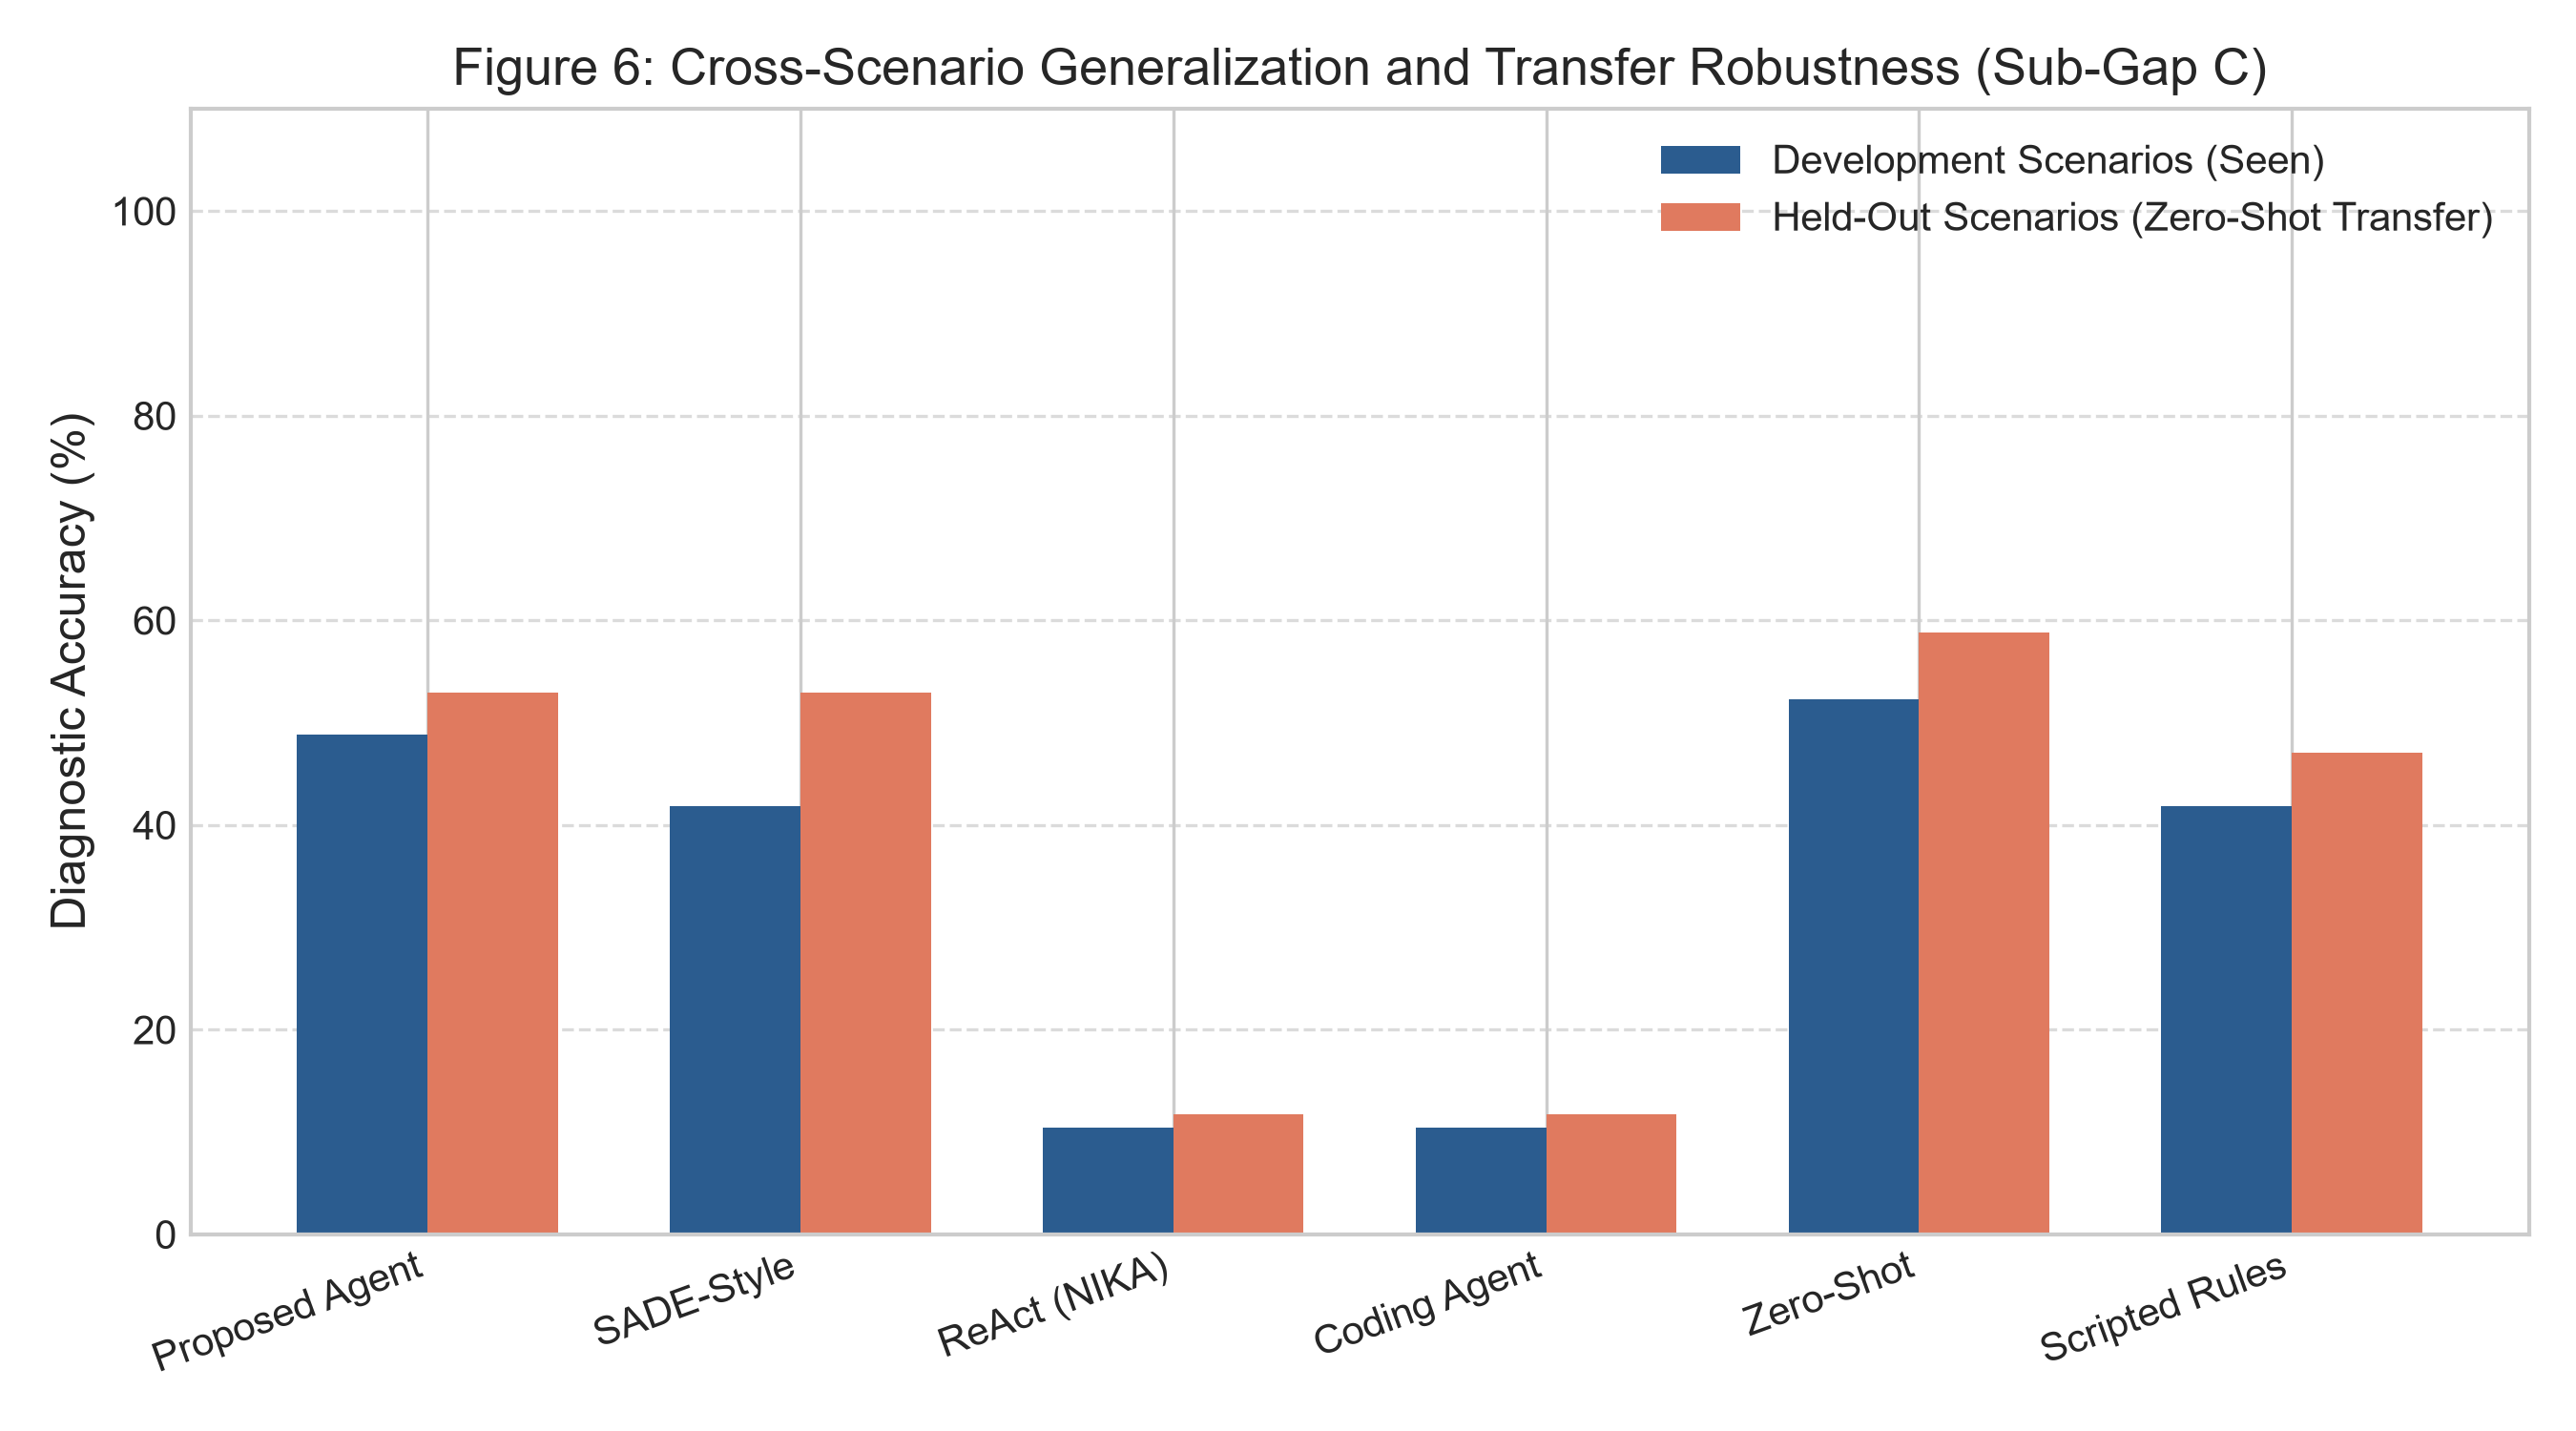 Figure 6: Cross-Scenario Generalization and Transfer Robustness (Sub-Gap C)
Development Scenarios (Seen)
Held-Out Scenarios (Zero-Shot Transfer)
Diagnostic Accuracy (%)
100
80
60
40
20
0
Proposed Agent
SADE-Style
ReAct (NIKA)
Coding Agent
Zero-Shot
Scripted Rules